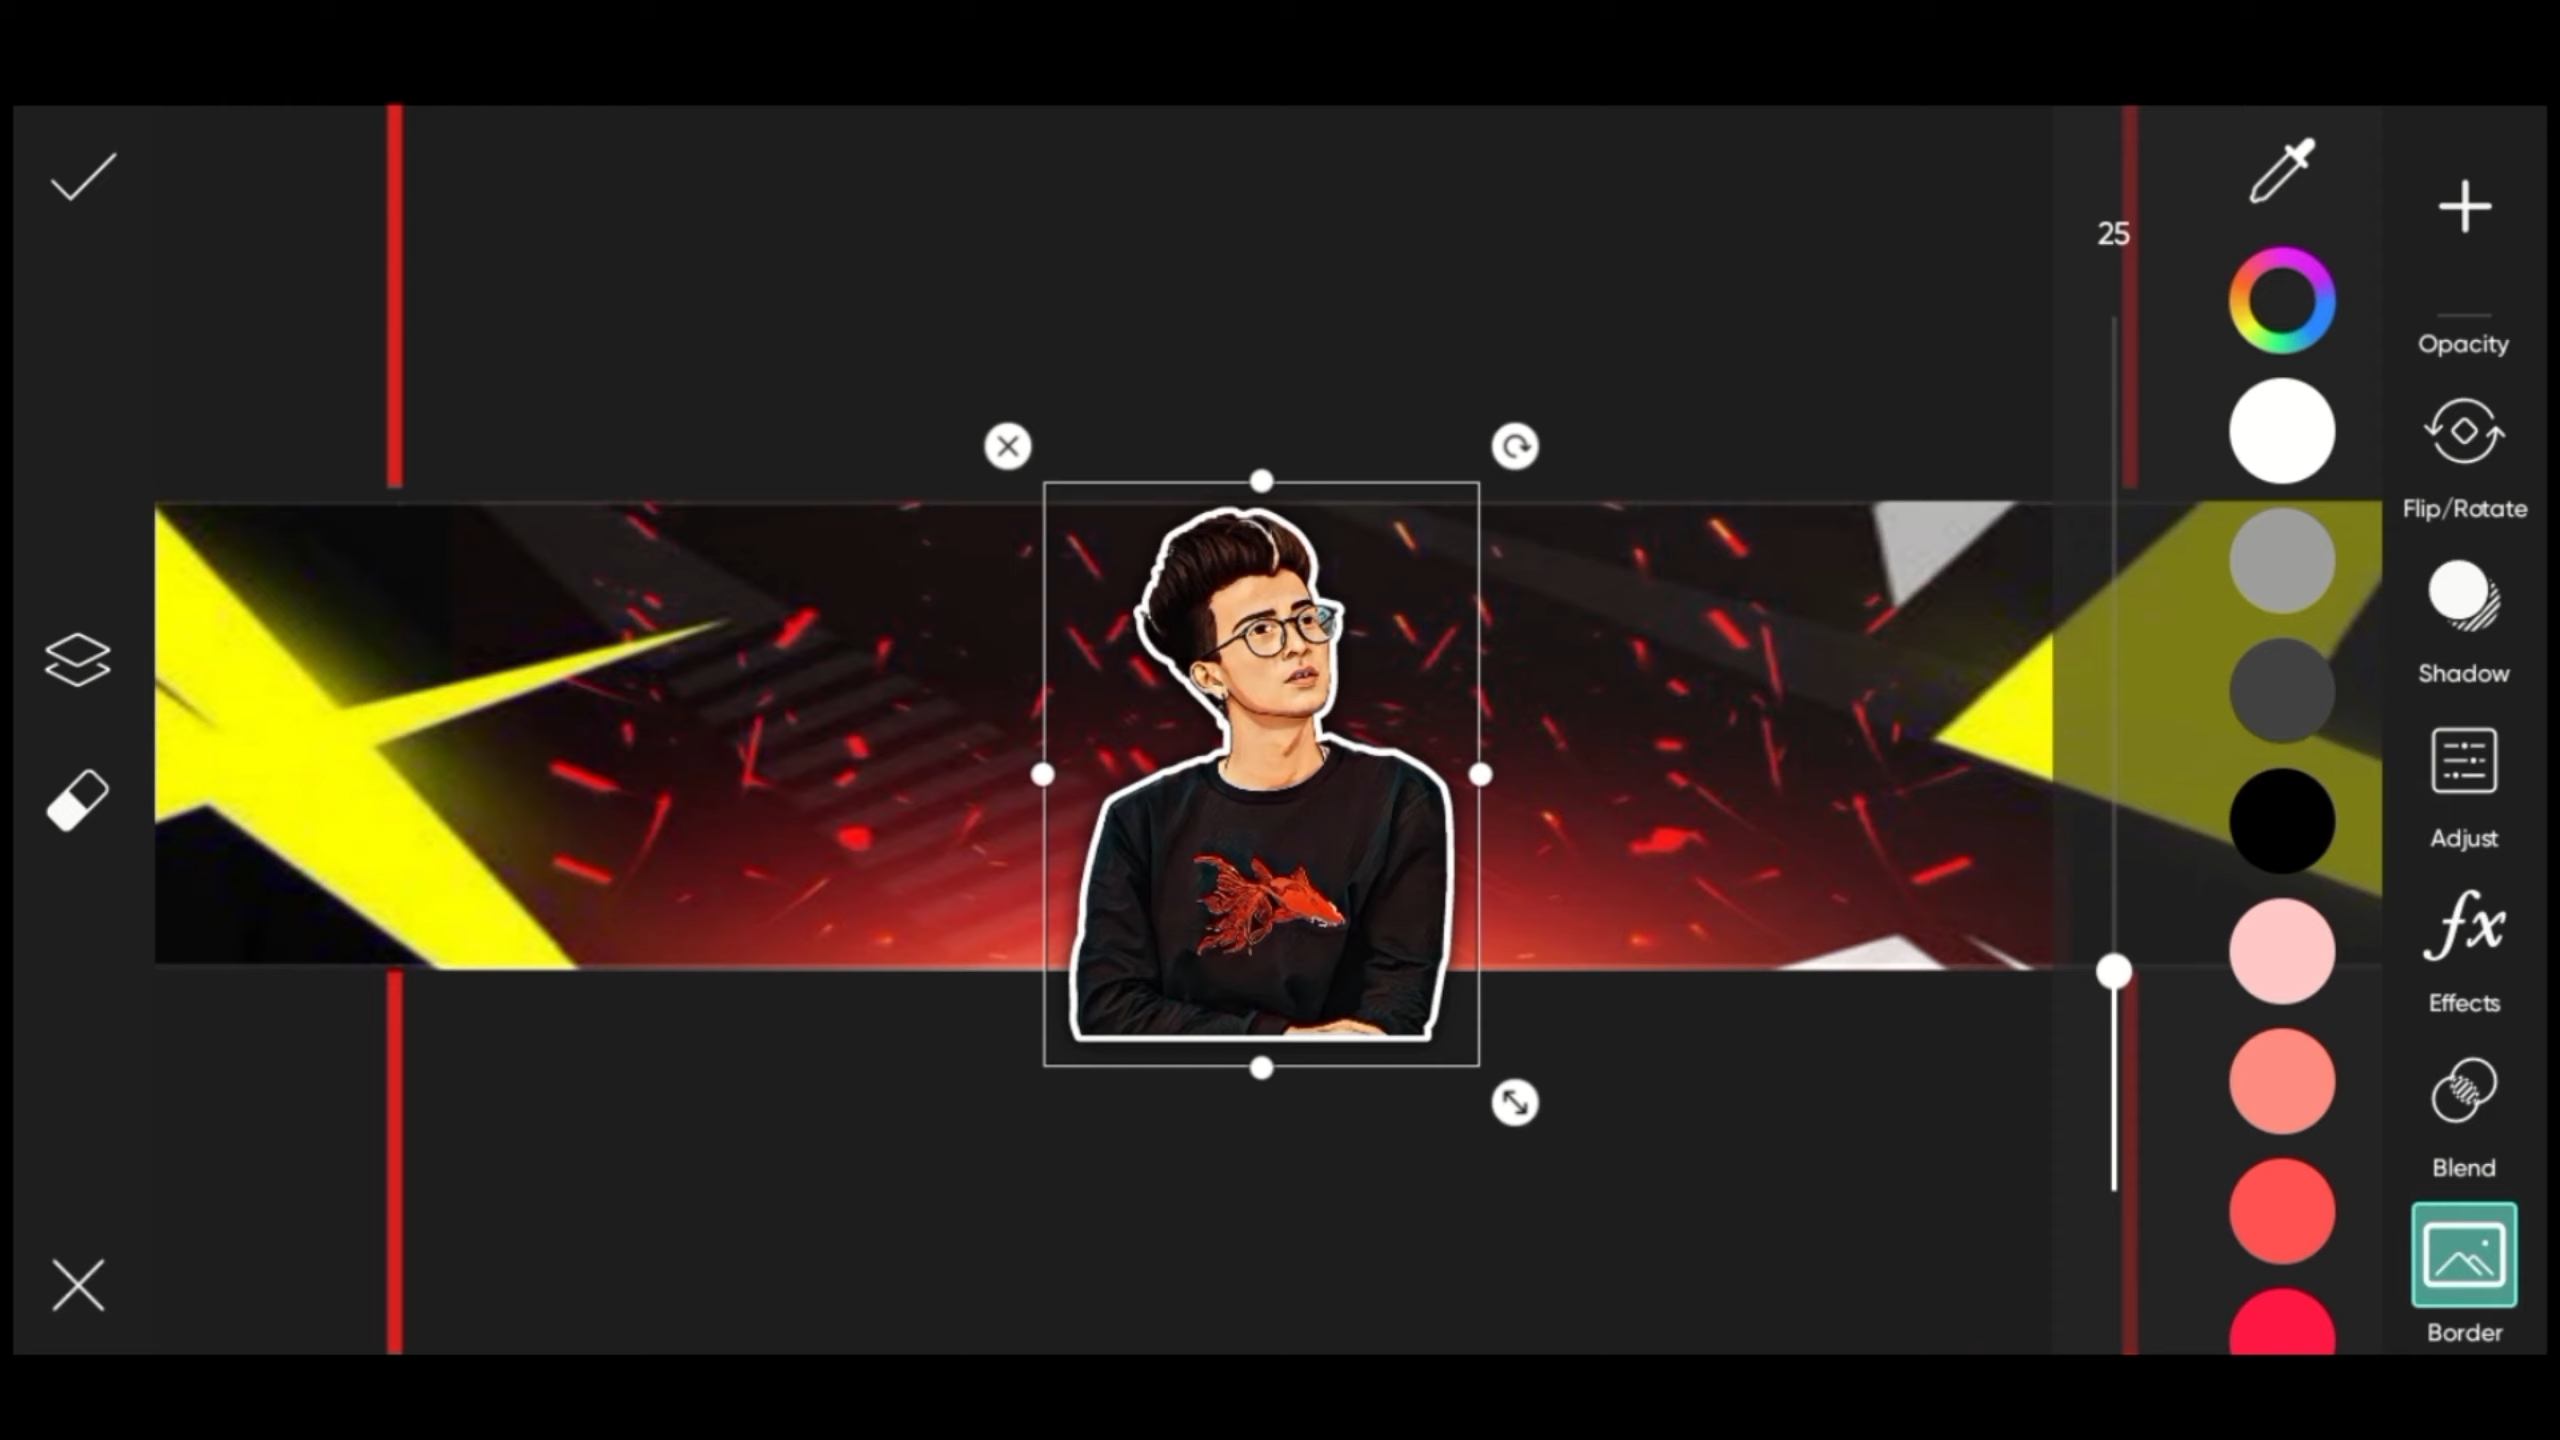 25
Opacity
Flip/Rotate
Shadow
Adjust
fx
Effects
Blend
Border